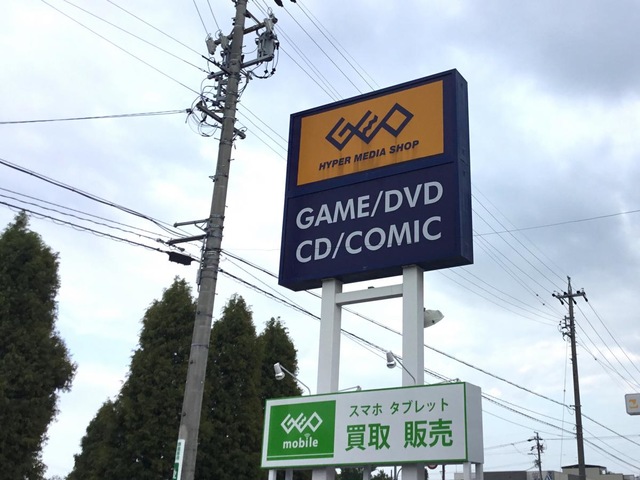 GEO
HYPER MEDIA SHOP
GAME/DVD
CD/COMIC
GEO
mobile
スマホ タブレット
買取 販売